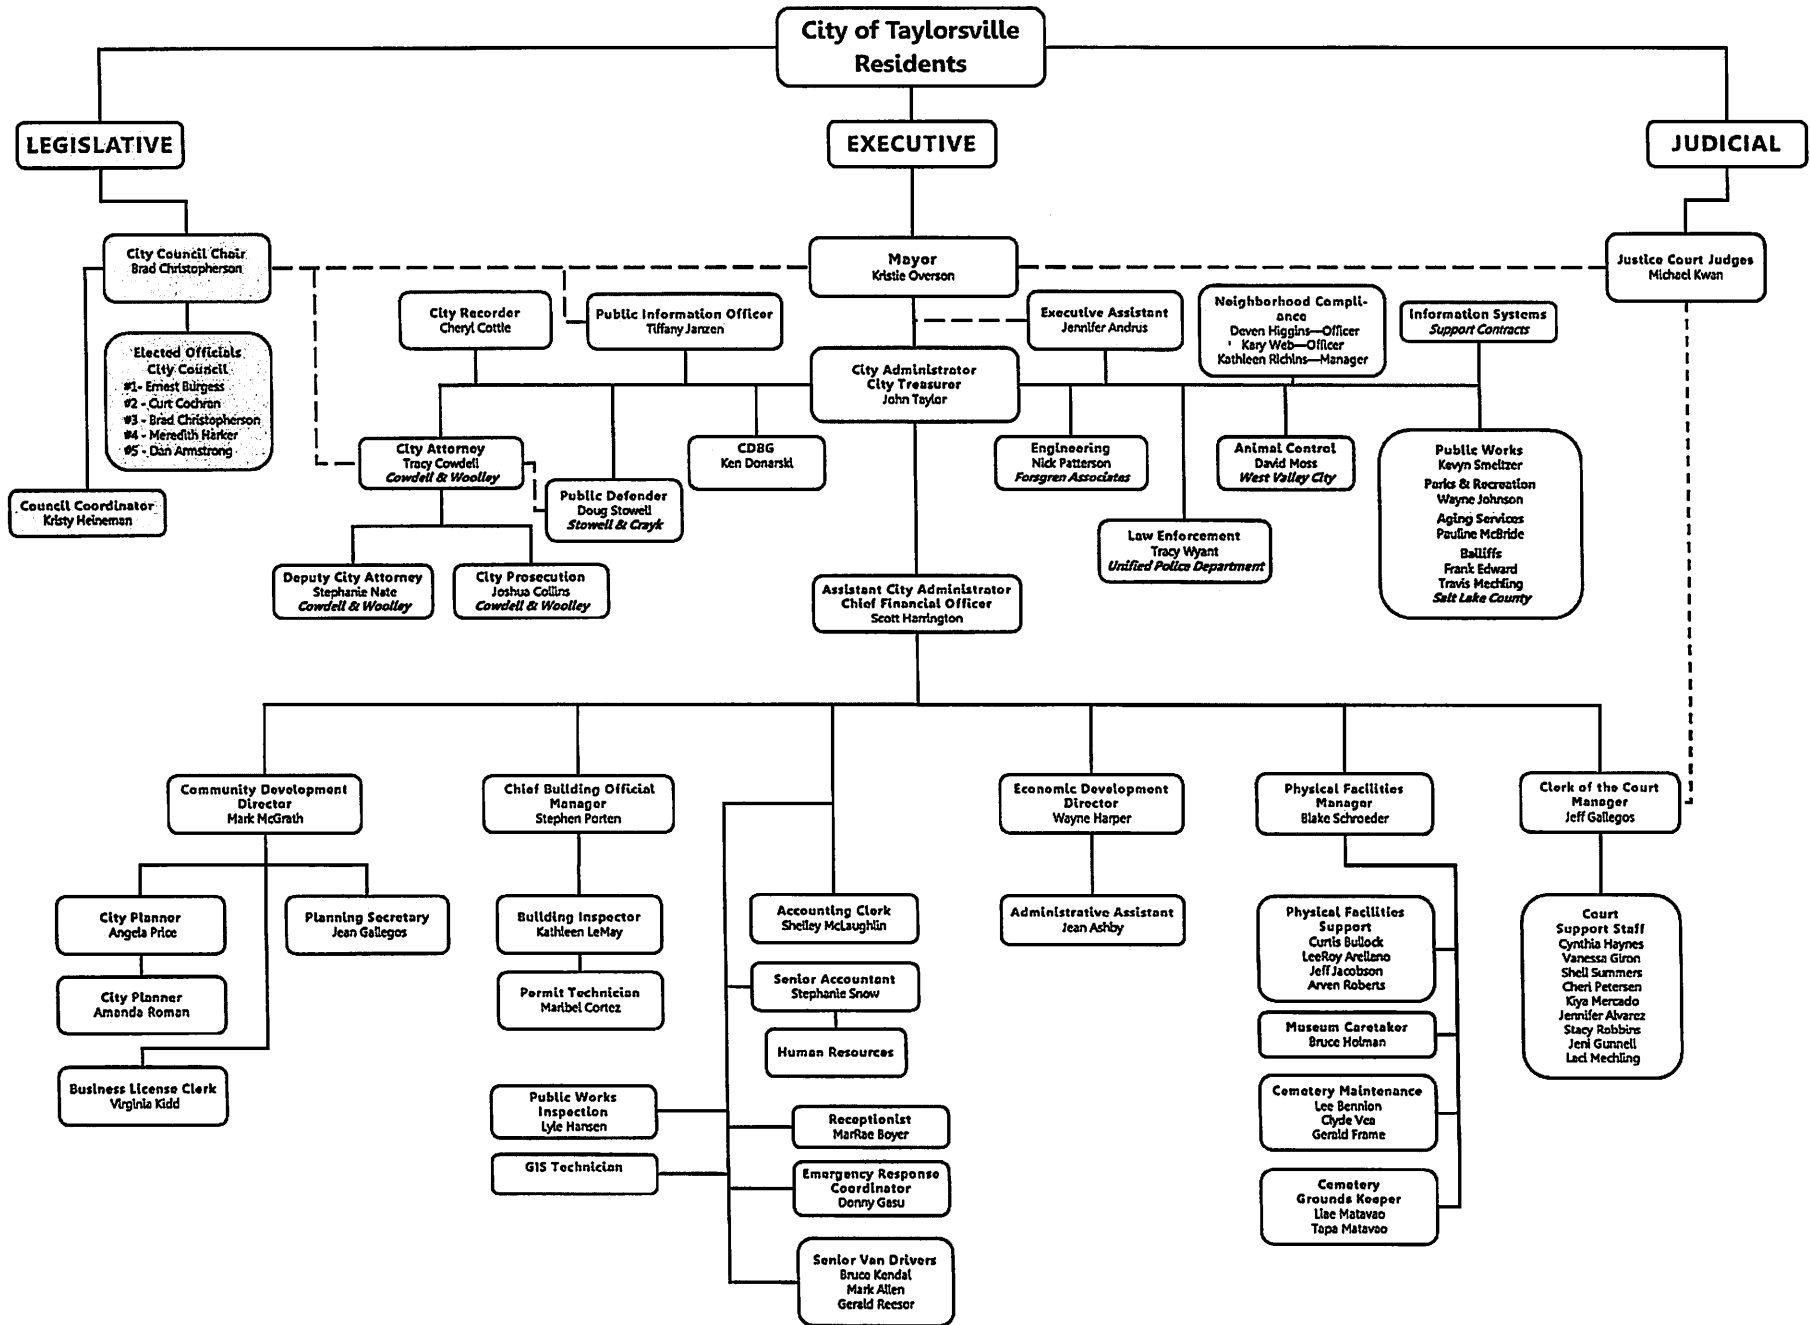 City of Taylorsville
Residents
LEGISLATIVE
EXECUTIVE
JUDICIAL
City Council Chair
Brad Christopherson
Mayor
Kristie Overson
Justice Court Judges
Michael Kwan
City Recorder
Cheryl Cottle
Public Information Officer
Tiffany Janzen
Executive Assistant
Jennifer Andrus
Neighborhood Compli-
ance
Deven Higgins—Officer
Kary Web—Officer
Kathleen Richins—Manager
Information Systems
Support Contracts
Elected Officials
City Council
#1- Ernest Burgess
#2 - Curt Cochran
#3 - Brad Christopherson
#4 - Meredith Harker
#5 - Dan Armstrong
City Administrator
City Treasurer
John Taylor
City Attorney
Tracy Cowdell
Cowdell & Woolley
CDBG
Ken Donarski
Engineering
Nick Patterson
Forsgren Associates
Animal Control
David Moss
West Valley City
Public Works
Kevyn Smeltzer
Parks & Recreation
Wayne Johnson
Aging Services
Pauline McBride
Bailiffs
Frank Edward
Travis Mechling
Salt Lake County
Council Coordinator
Kristy Heineman
Public Defender
Doug Stowell
Stowell & Crayk
Law Enforcement
Tracy Wyant
Unified Police Department
Deputy City Attorney
Stephanie Nate
Cowdell & Woolley
City Prosecution
Joshua Collins
Cowdell & Woolley
Assistant City Administrator
Chief Financial Officer
Scott Harrington
Community Development
Director
Mark McGrath
Chief Building Official
Manager
Stephen Porten
Economic Development
Director
Wayne Harper
Physical Facilities
Manager
Blake Schroeder
Clerk of the Court
Manager
Jeff Gallegos
City Planner
Angela Price
Planning Secretary
Jean Gallegos
Building Inspector
Kathleen LeMay
Accounting Clerk
Shelley McLaughlin
Administrative Assistant
Jean Ashby
Physical Facilities
Support
Curtis Bullock
LeeRoy Arellano
Jeff Jacobson
Arven Roberts
Court
Support Staff
Cynthia Haynes
Vanessa Giron
Shell Summers
Cheri Petersen
Kiya Mercado
Jennifer Alvarez
Stacy Robbins
Jeni Gunnell
Laci Mechling
City Planner
Amanda Roman
Permit Technician
Maribel Cortez
Senior Accountant
Stephanie Snow
Human Resources
Museum Caretaker
Bruce Holman
Business License Clerk
Virginia Kidd
Public Works
Inspection
Lyle Hansen
Receptionist
MarRae Boyer
Cemetery Maintenance
Lee Bennion
Clyde Vea
Gerald Frame
GIS Technician
Emergency Response
Coordinator
Donny Gasu
Cemetery
Grounds Keeper
Liae Matavao
Tapa Matavao
Senior Van Drivers
Bruce Kendal
Mark Allen
Gerald Reesor